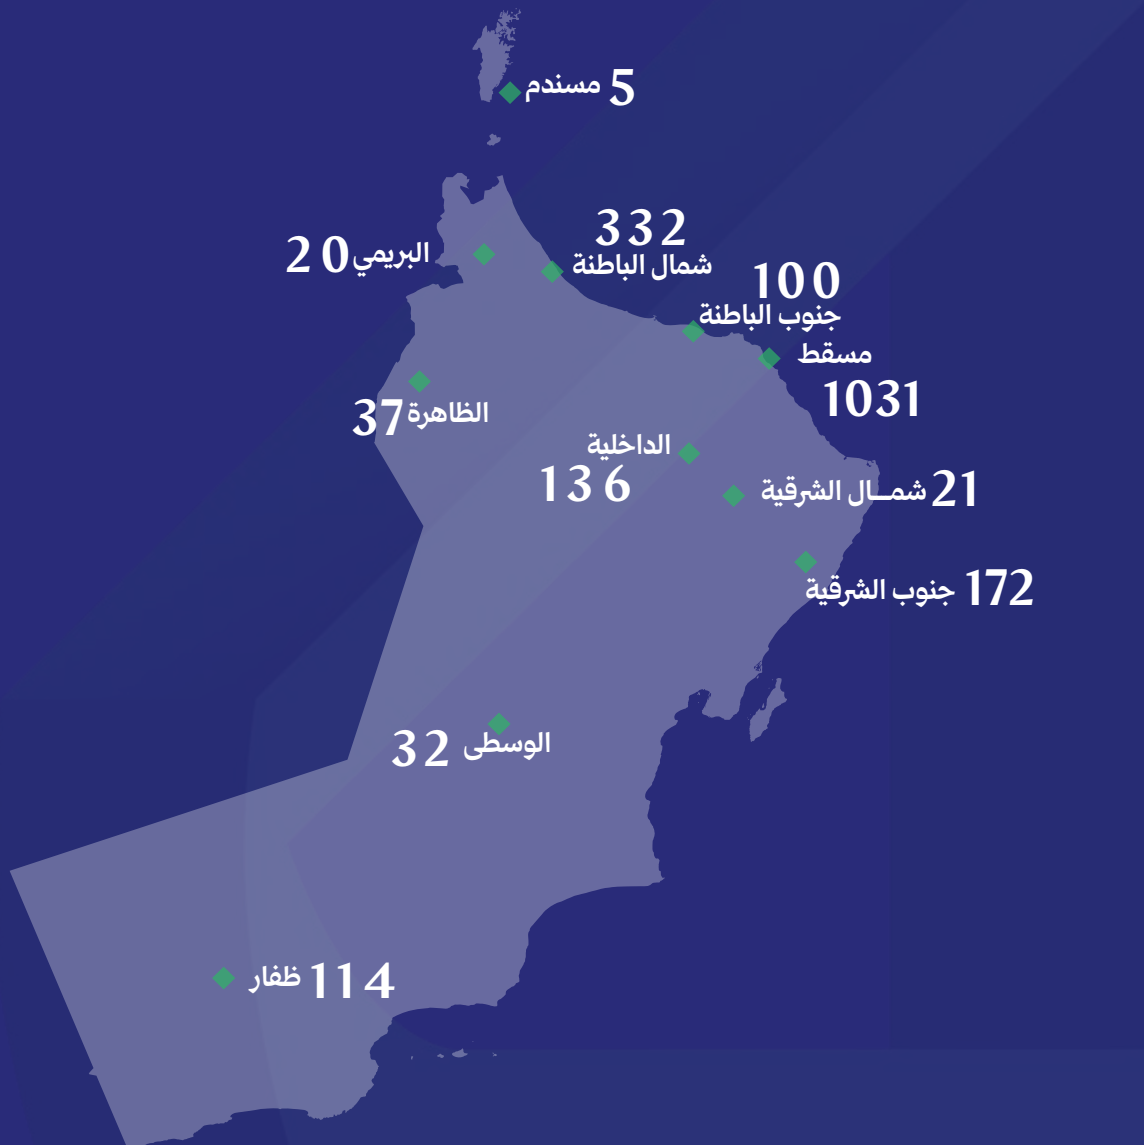 مسندم 5
332
شمال الباطنة
البريمي 20
100
جنوب الباطنة
مسقط
1031
الظاهرة 37
الداخلية
136
شمــال الشرقية 21
جنوب الشرقية 172
الوسطى 32
ظفار 114